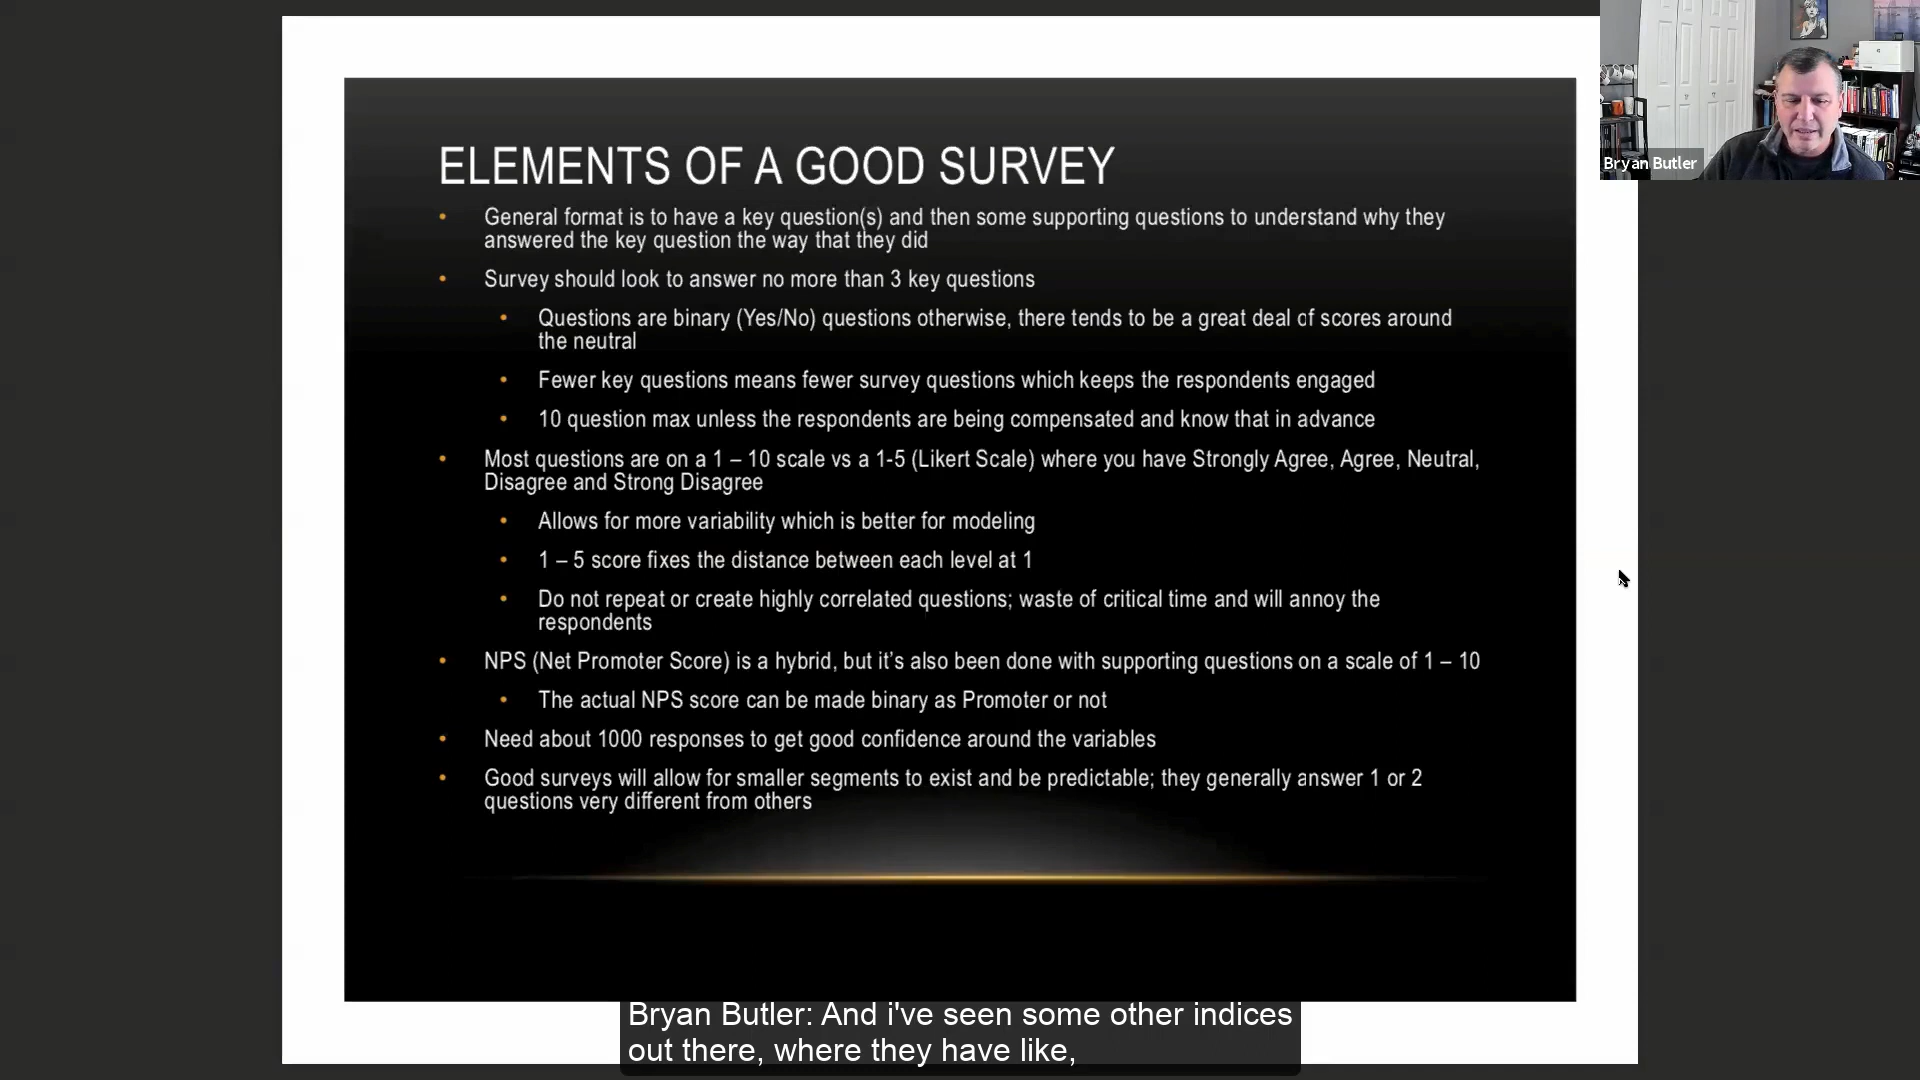 ELEMENTS OF A GOOD SURVEY
• General format is to have a key question(s) and then some supporting questions to understand why they
answered the key question the way that they did
• Survey should look to answer no more than 3 key questions
• Questions are binary (Yes/No) questions otherwise, there tends to be a great deal of scores around
the neutral
• Fewer key questions means fewer survey questions which keeps the respondents engaged
• 10 question max unless the respondents are being compensated and know that in advance
• Most questions are on a 1 – 10 scale vs a 1-5 (Likert Scale) where you have Strongly Agree, Agree, Neutral,
Disagree and Strong Disagree
• Allows for more variability which is better for modeling
• 1 – 5 score fixes the distance between each level at 1
• Do not repeat or create highly correlated questions; waste of critical time and will annoy the
respondents
• NPS (Net Promoter Score) is a hybrid, but it’s also been done with supporting questions on a scale of 1 – 10
• The actual NPS score can be made binary as Promoter or not
• Need about 1000 responses to get good confidence around the variables
• Good surveys will allow for smaller segments to exist and be predictable; they generally answer 1 or 2
questions very different from others
Bryan Butler
Bryan Butler: And i've seen some other indices
out there, where they have like,